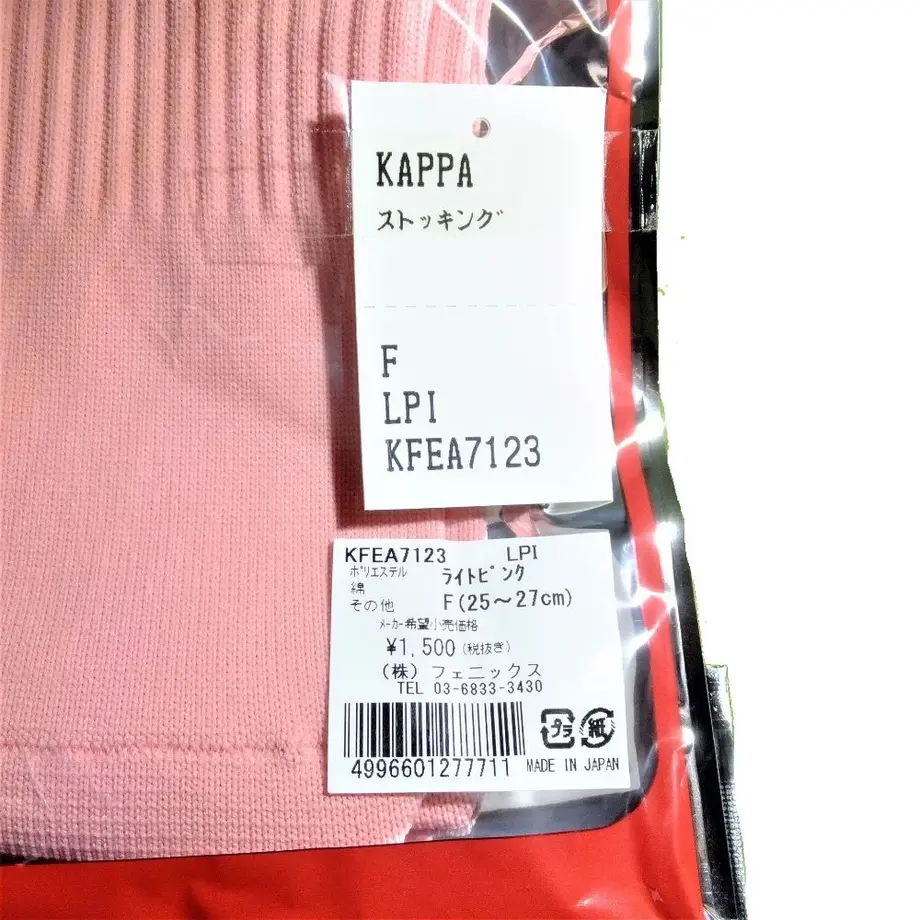 KAPPA
ストッキング
F
LPI
KFEA7123
KFEA7123 LPI
ポリエステル ライトピンク
綿
その他 F(25～27cm)
メーカー希望小売価格
¥1,500(税抜き)
(株) フェニックス
TEL 03-6833-3430
4996601277711
プラ 紙
MADE IN JAPAN